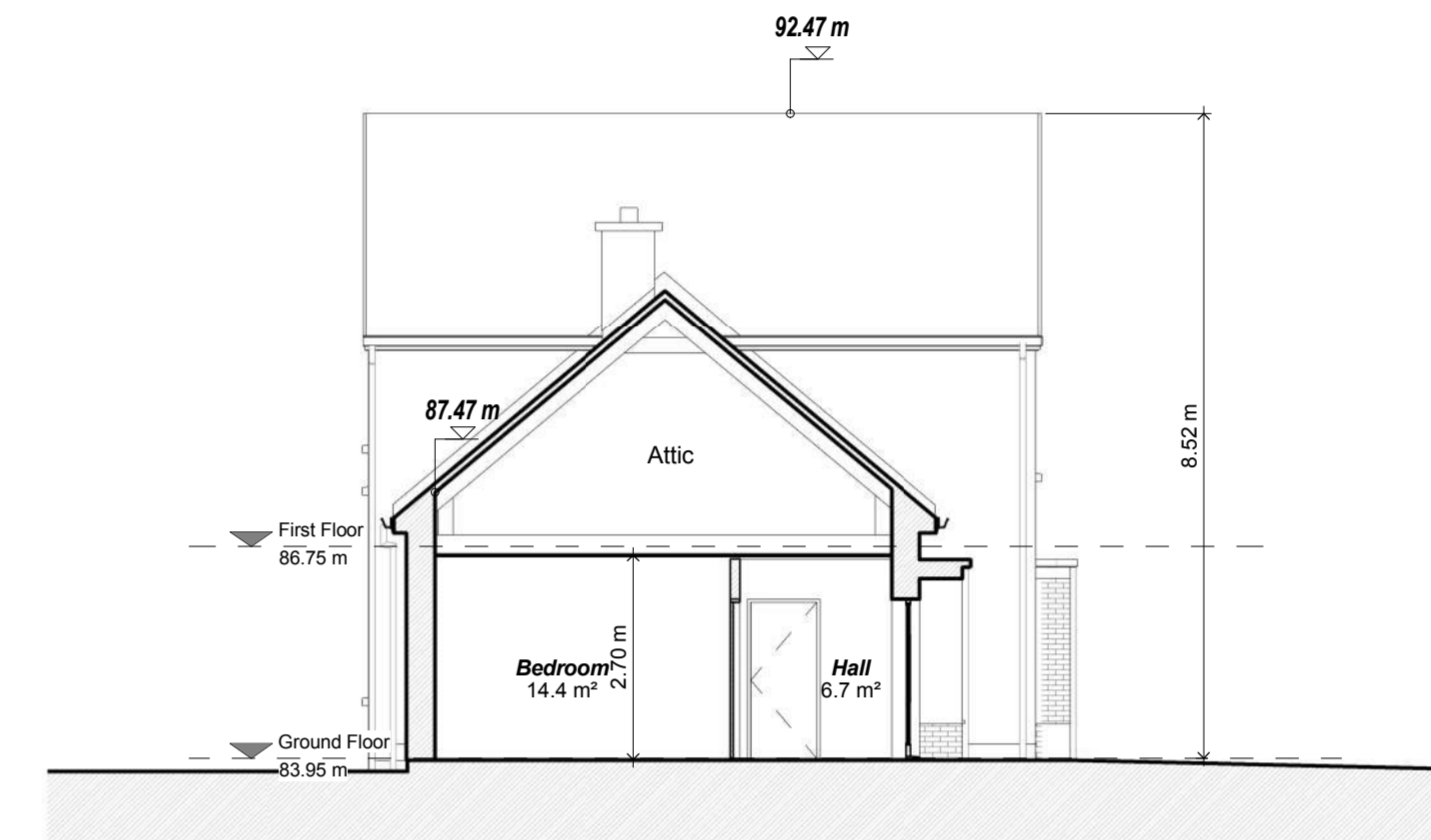 92.47 m
87.47 m
Attic
8.52 m
First Floor
86.75 m
2.70 m
Bedroom
14.4 m²
Hall
6.7 m²
Ground Floor
83.95 m